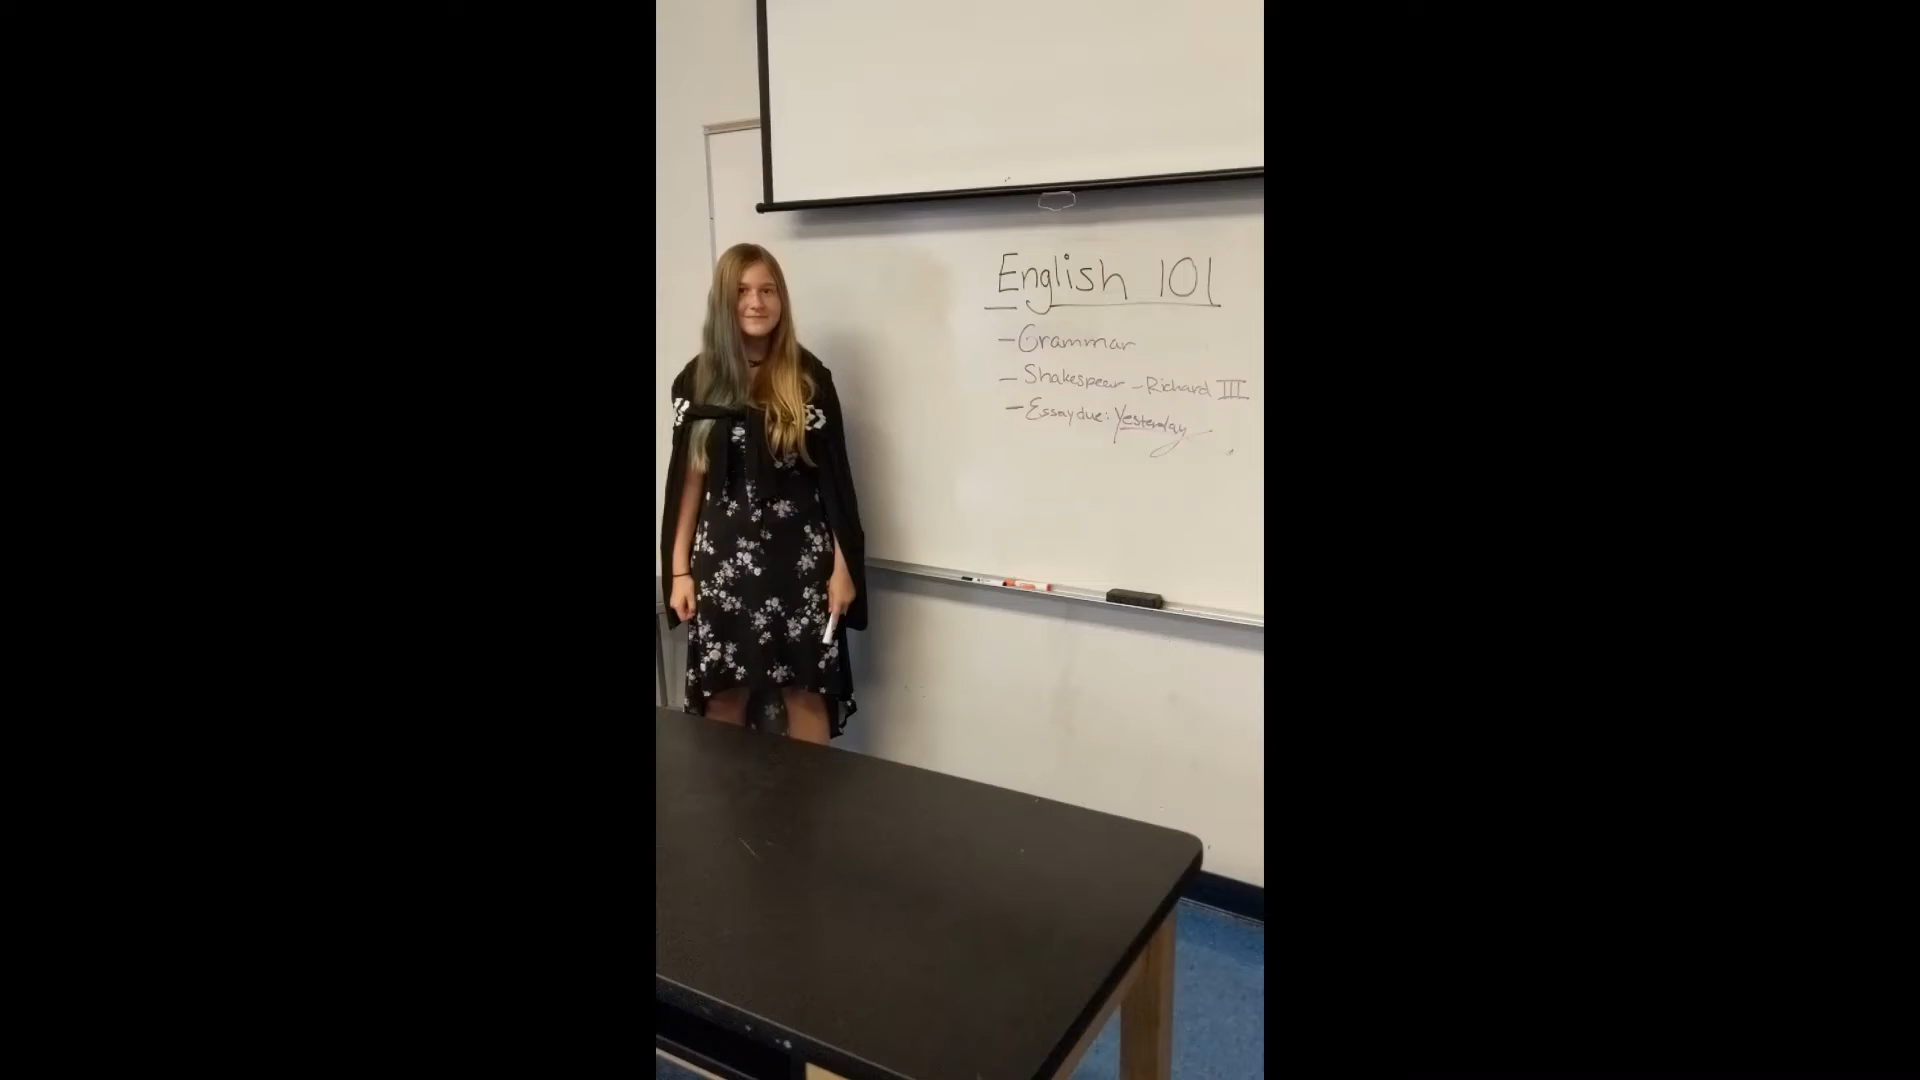 English 101
- Grammar
- Shakespear - Richard III
- Essay due: Yesterday